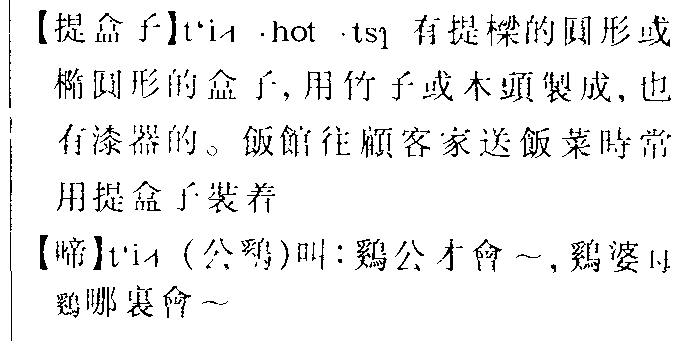 【提盒子】t‘iɿ ·hot ·tsɿ 有提樑的圓形或
橢圓形的盒子，用竹子或木頭製成，也
有漆器的。飯館往顧客家送飯菜時常
用提盒子裝着
【啼】t‘iɿ （公鷄）叫：鷄公才會～，鷄婆
鷄哪裏會～